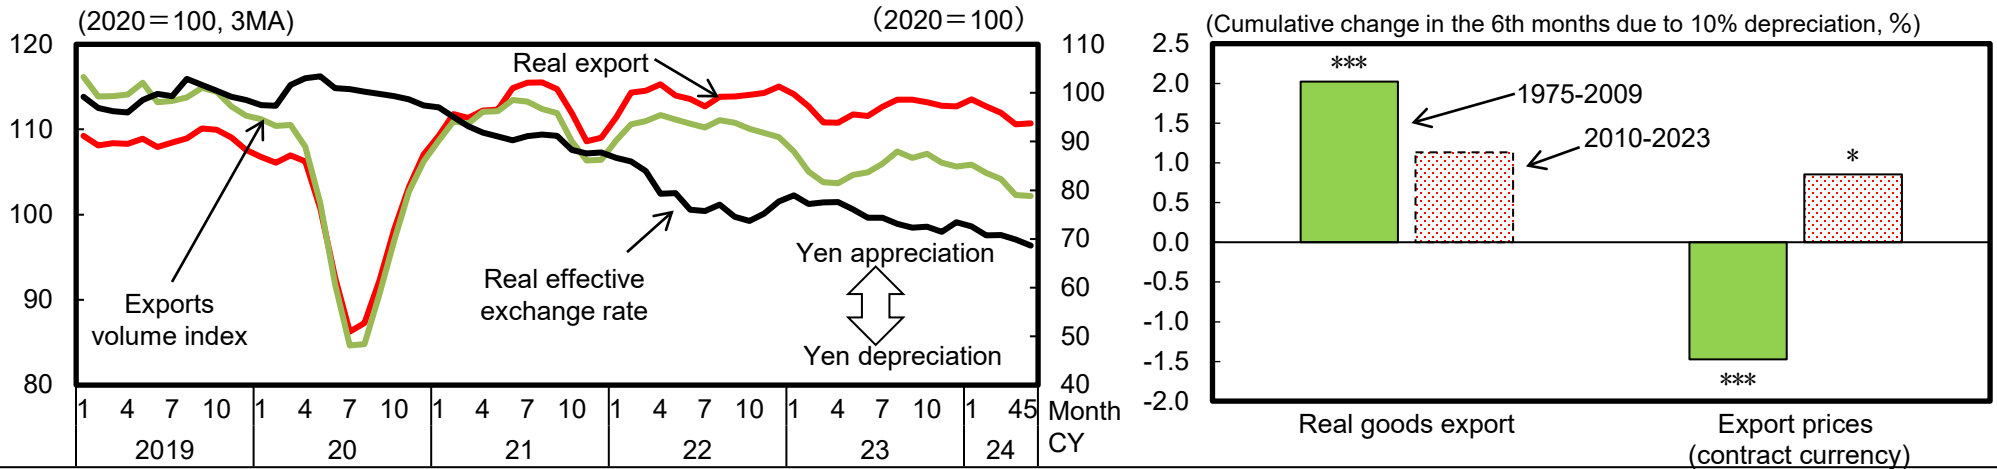 (2020＝100, 3MA)
（2020＝100）
120
110
100
90
80
110
100
90
80
70
60
50
40
Real export
Exports
volume index
Real effective
exchange rate
Yen appreciation
Yen depreciation
1 4 7 10 1 4 7 10 1 4 7 10 1 4 7 10 1 4 7 10 1 45 Month
2019 20 21 22 23 24 CY
(Cumulative change in the 6th months due to 10% depreciation, %)
2.5
2.0
1.5
1.0
0.5
0.0
-0.5
-1.0
-1.5
-2.0
***
1975-2009
2010-2023
*
***
Real goods export
Export prices
(contract currency)